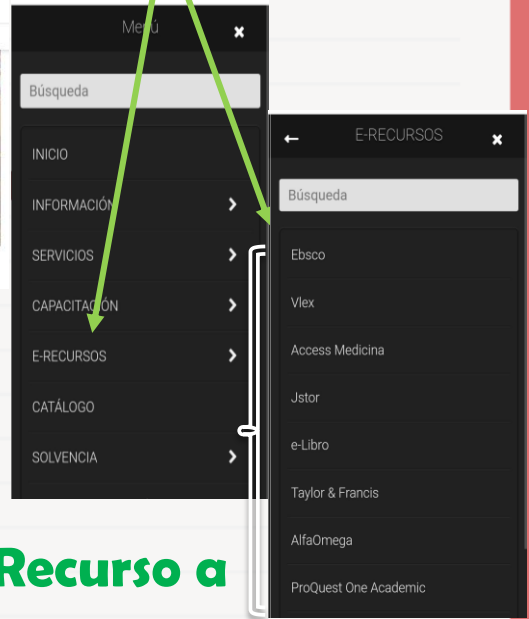 Menú
Búsqueda
INICIO
INFORMACIÓN
SERVICIOS
CAPACITACIÓN
E-RECURSOS
CATÁLOGO
SOLVENCIA
E-RECURSOS
Búsqueda
Ebsco
Vlex
Access Medicina
Jstor
e-Libro
Taylor & Francis
AlfaOmega
ProQuest One Academic
Recurso a